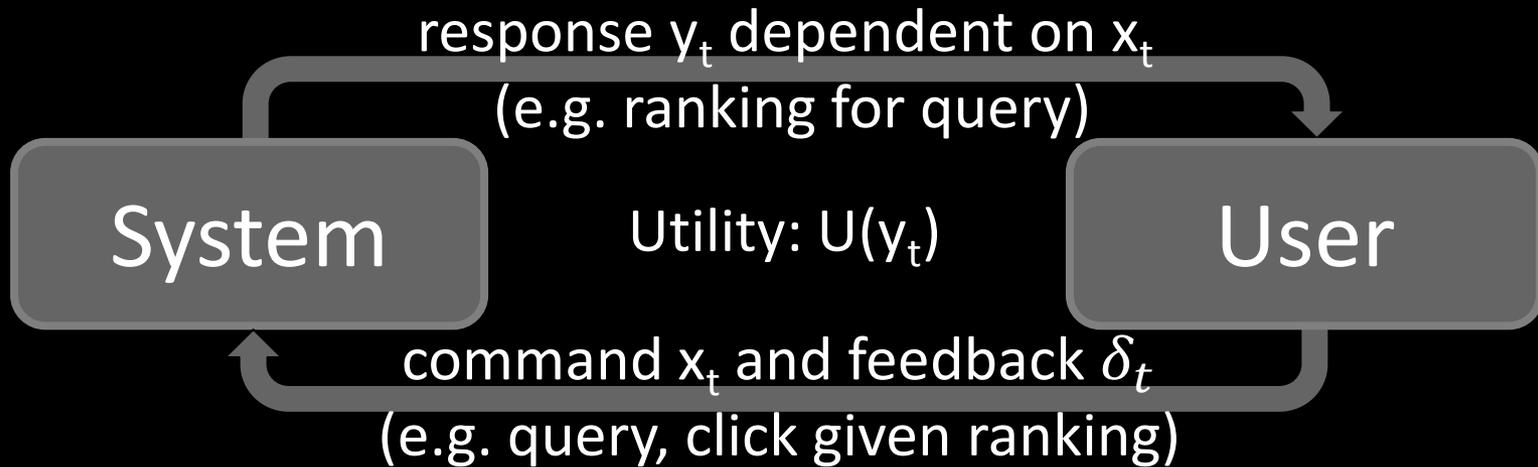 response yₜ dependent on xₜ
(e.g. ranking for query)
System
Utility: U(yₜ)
User
command xₜ and feedback δₜ
(e.g. query, click given ranking)